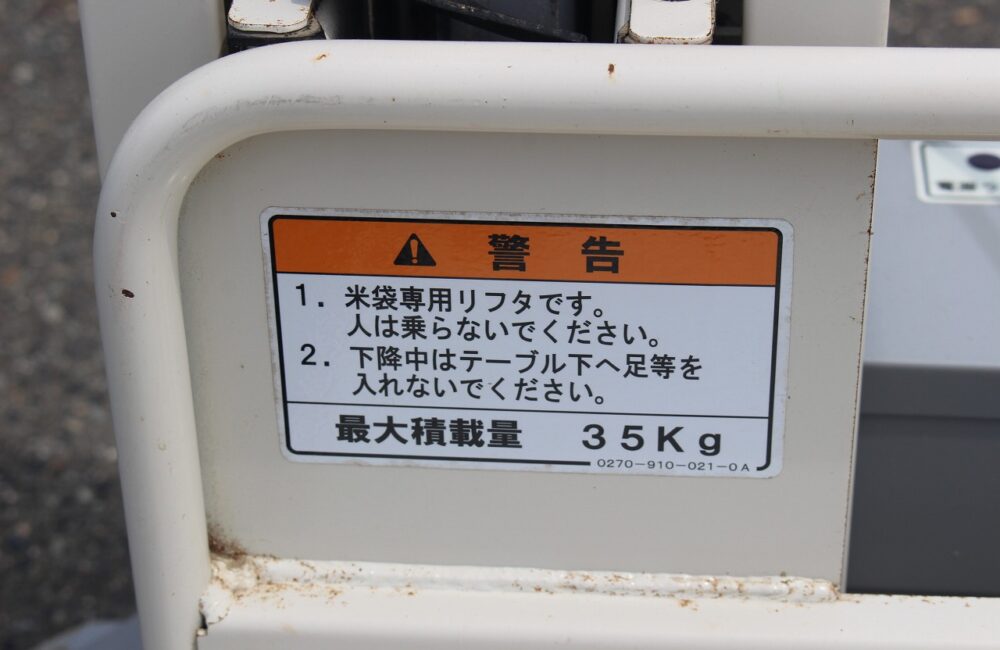 警告
1. 米袋専用リフタです。
人は乗らないでください。
2. 下降中はテーブル下へ足等を
入れないでください。
最大積載量 35Kg
0270-910-021-0A